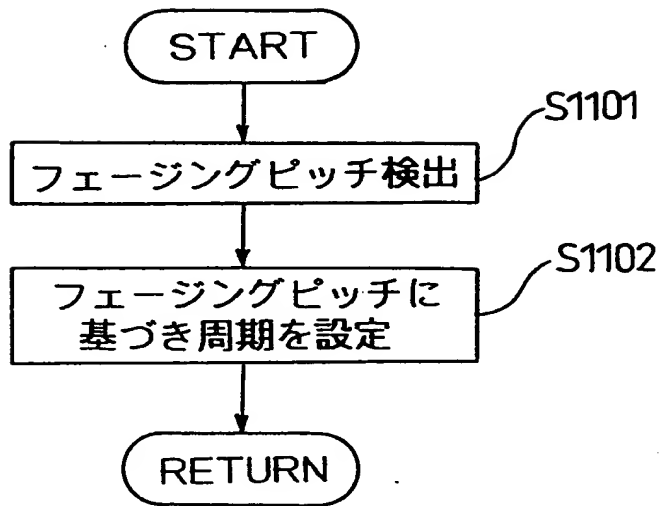 START
S1101
フェージングピッチ検出
S1102
フェージングピッチに
基づき周期を設定
RETURN